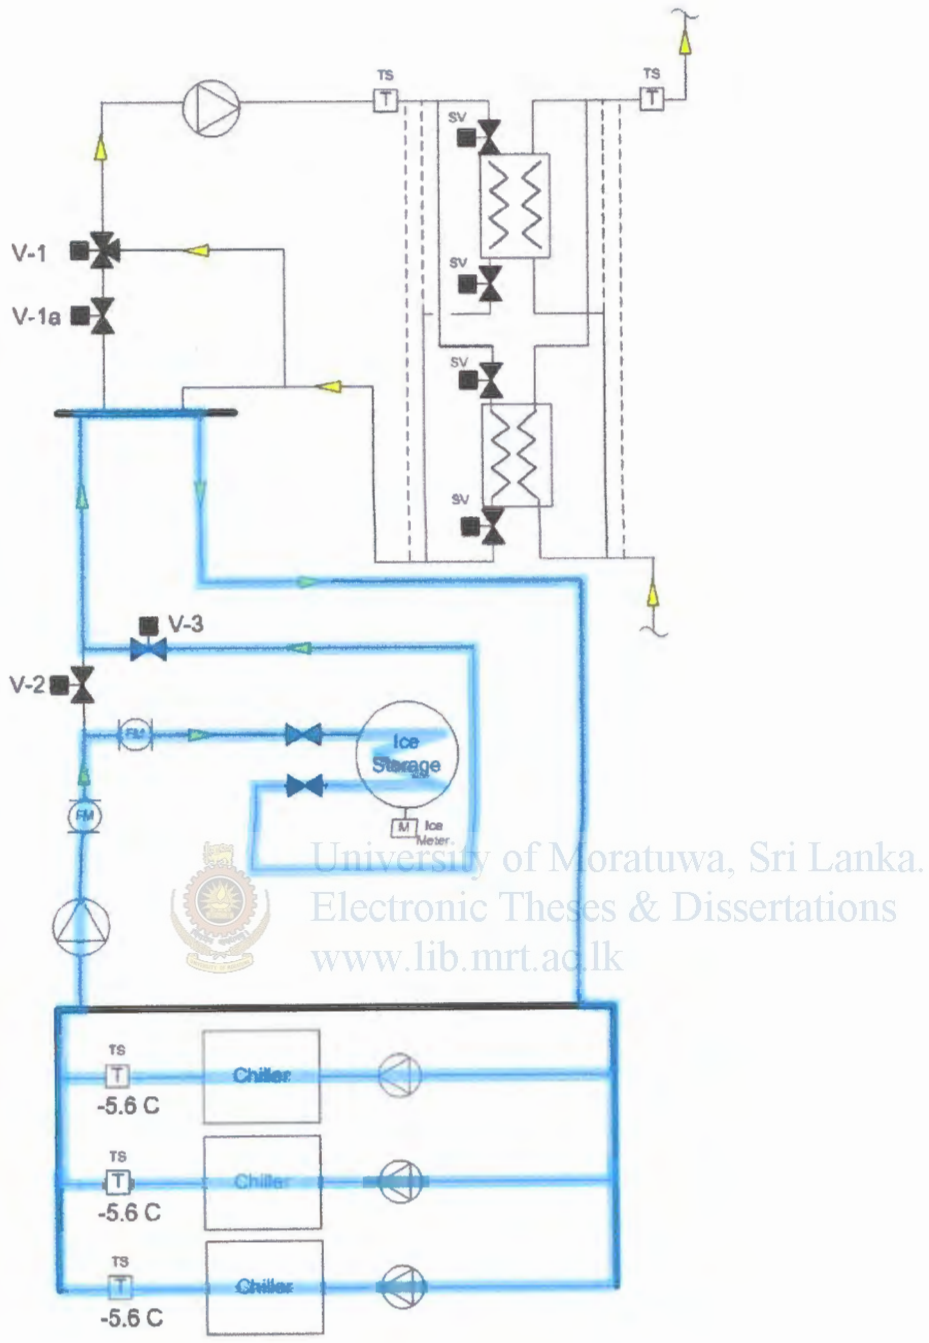 TS
T
TS
T
SV
V-1
SV
V-1a
SV
SV
V-3
V-2
FM
Ice
Storage
FM
M
Ice
Meter
University of Moratuwa, Sri Lanka.
Electronic Theses & Dissertations
www.lib.mrt.ac.lk
TS
T
Chiller
-5.6 C
TS
T
Chiller
-5.6 C
TS
T
Chiller
-5.6 C